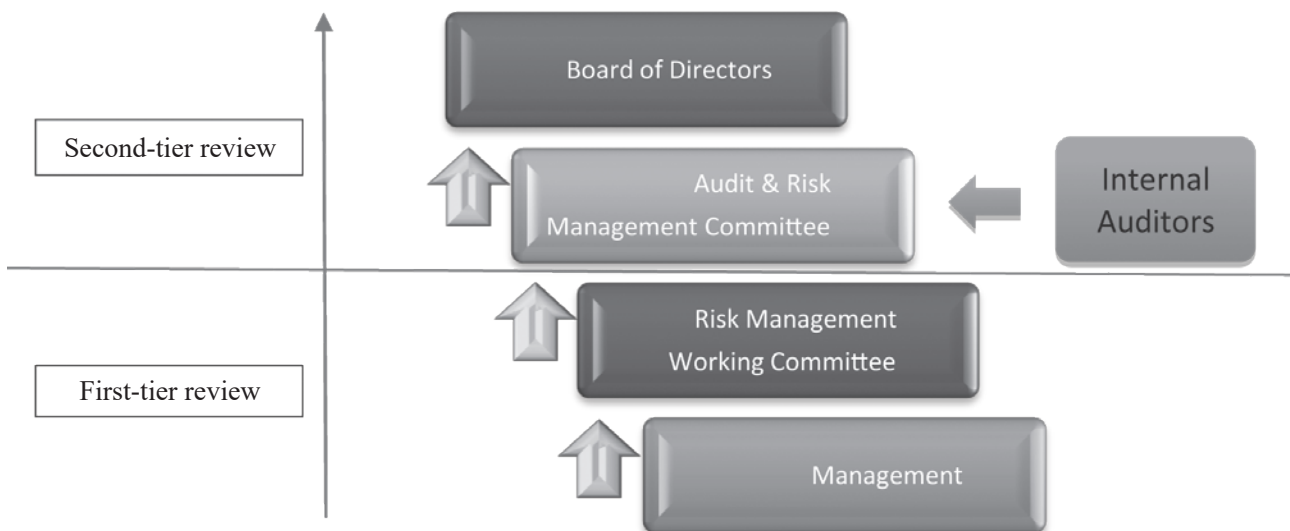 Board of Directors
Second-tier review
Audit & Risk
Management Committee
Internal
Auditors
Risk Management
Working Committee
First-tier review
Management